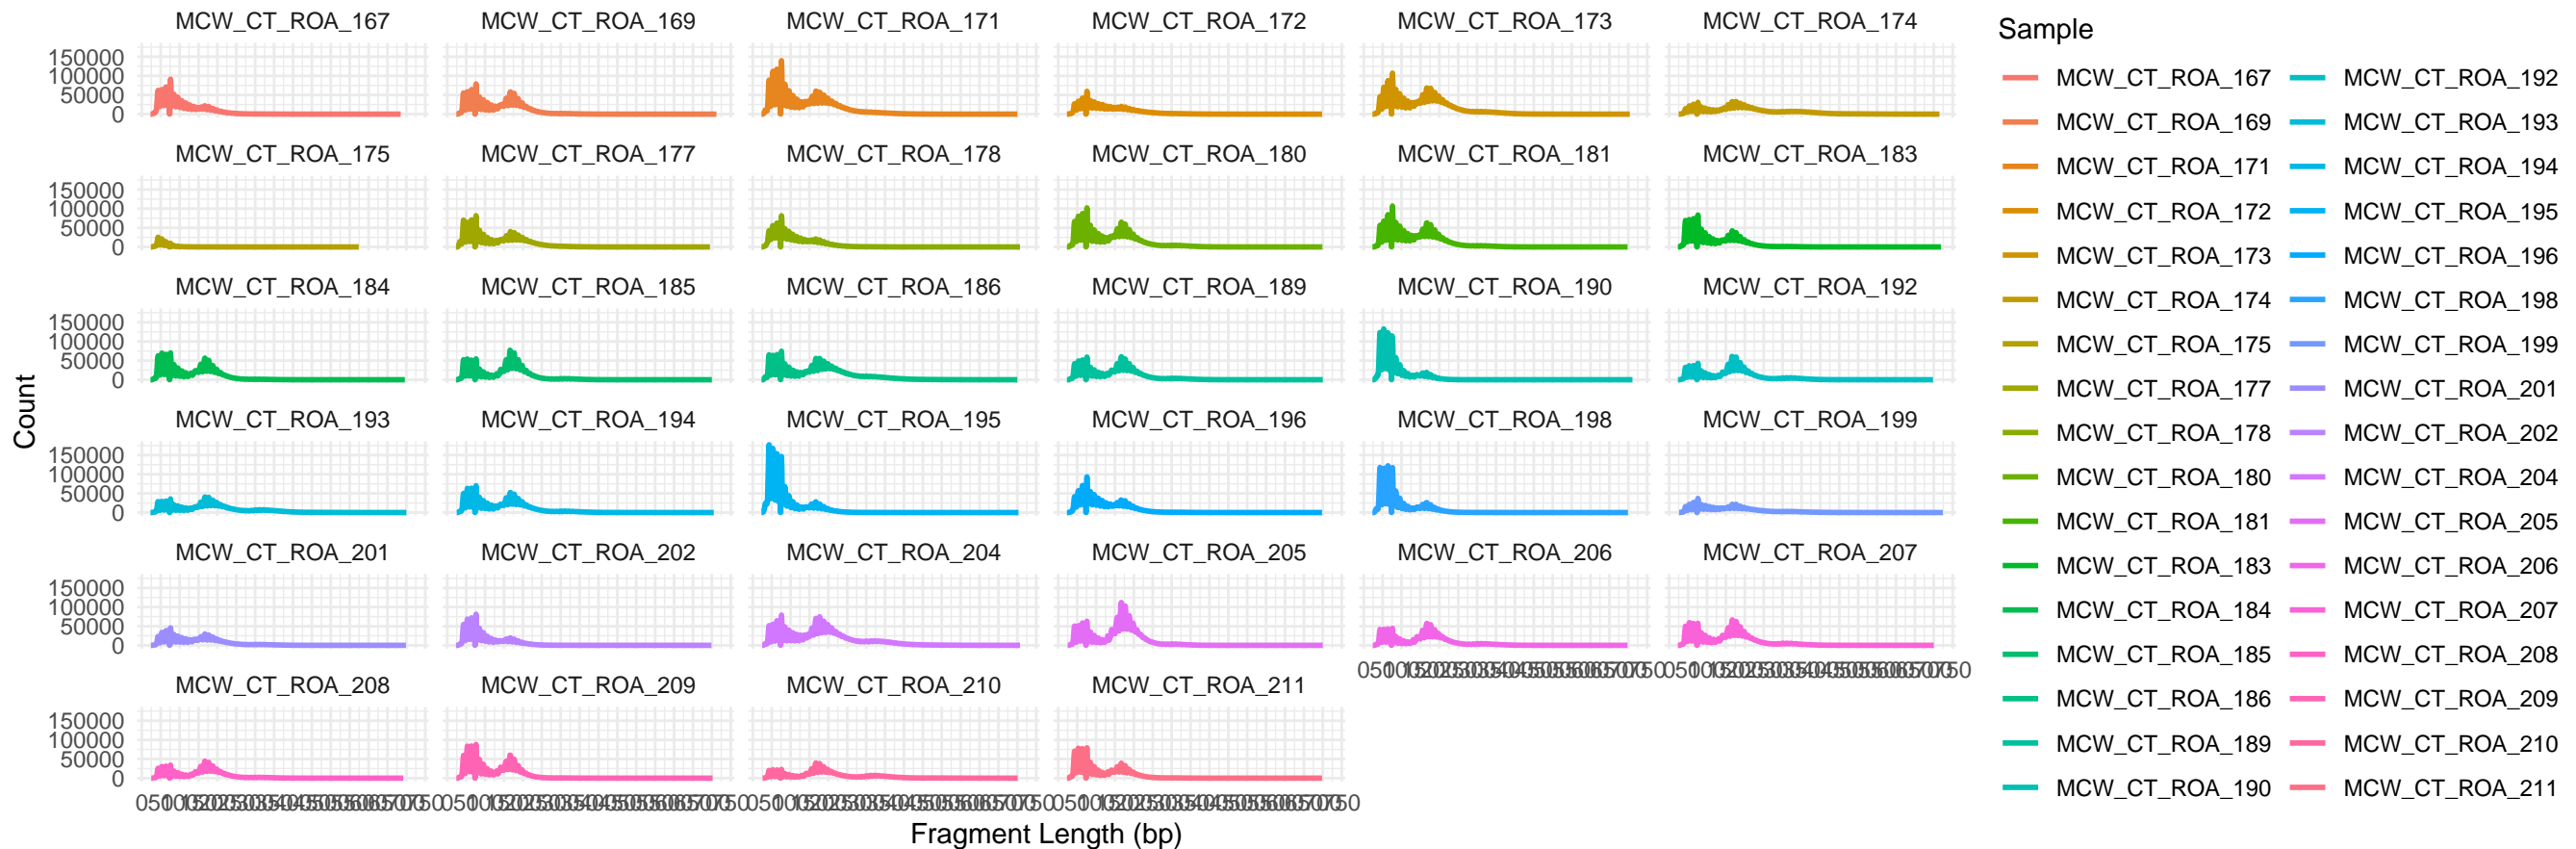 MCW_CT_ROA_167 MCW_CT_ROA_169 MCW_CT_ROA_171 MCW_CT_ROA_172 MCW_CT_ROA_173 MCW_CT_ROA_174
150000
100000
50000
0
MCW_CT_ROA_175 MCW_CT_ROA_177 MCW_CT_ROA_178 MCW_CT_ROA_180 MCW_CT_ROA_181 MCW_CT_ROA_183
150000
100000
50000
0
MCW_CT_ROA_184 MCW_CT_ROA_185 MCW_CT_ROA_186 MCW_CT_ROA_189 MCW_CT_ROA_190 MCW_CT_ROA_192
150000
100000
50000
0
Count
MCW_CT_ROA_193 MCW_CT_ROA_194 MCW_CT_ROA_195 MCW_CT_ROA_196 MCW_CT_ROA_198 MCW_CT_ROA_199
150000
100000
50000
0
MCW_CT_ROA_201 MCW_CT_ROA_202 MCW_CT_ROA_204 MCW_CT_ROA_205 MCW_CT_ROA_206 MCW_CT_ROA_207
150000
100000
50000
0
MCW_CT_ROA_208 MCW_CT_ROA_209 MCW_CT_ROA_210 MCW_CT_ROA_211
150000
100000
50000
0
Fragment Length (bp)
Sample
MCW_CT_ROA_167 MCW_CT_ROA_192
MCW_CT_ROA_169 MCW_CT_ROA_193
MCW_CT_ROA_171 MCW_CT_ROA_194
MCW_CT_ROA_172 MCW_CT_ROA_195
MCW_CT_ROA_173 MCW_CT_ROA_196
MCW_CT_ROA_174 MCW_CT_ROA_198
MCW_CT_ROA_175 MCW_CT_ROA_199
MCW_CT_ROA_177 MCW_CT_ROA_201
MCW_CT_ROA_178 MCW_CT_ROA_202
MCW_CT_ROA_180 MCW_CT_ROA_204
MCW_CT_ROA_181 MCW_CT_ROA_205
MCW_CT_ROA_183 MCW_CT_ROA_206
MCW_CT_ROA_184 MCW_CT_ROA_207
MCW_CT_ROA_185 MCW_CT_ROA_208
MCW_CT_ROA_186 MCW_CT_ROA_209
MCW_CT_ROA_189 MCW_CT_ROA_210
MCW_CT_ROA_190 MCW_CT_ROA_211